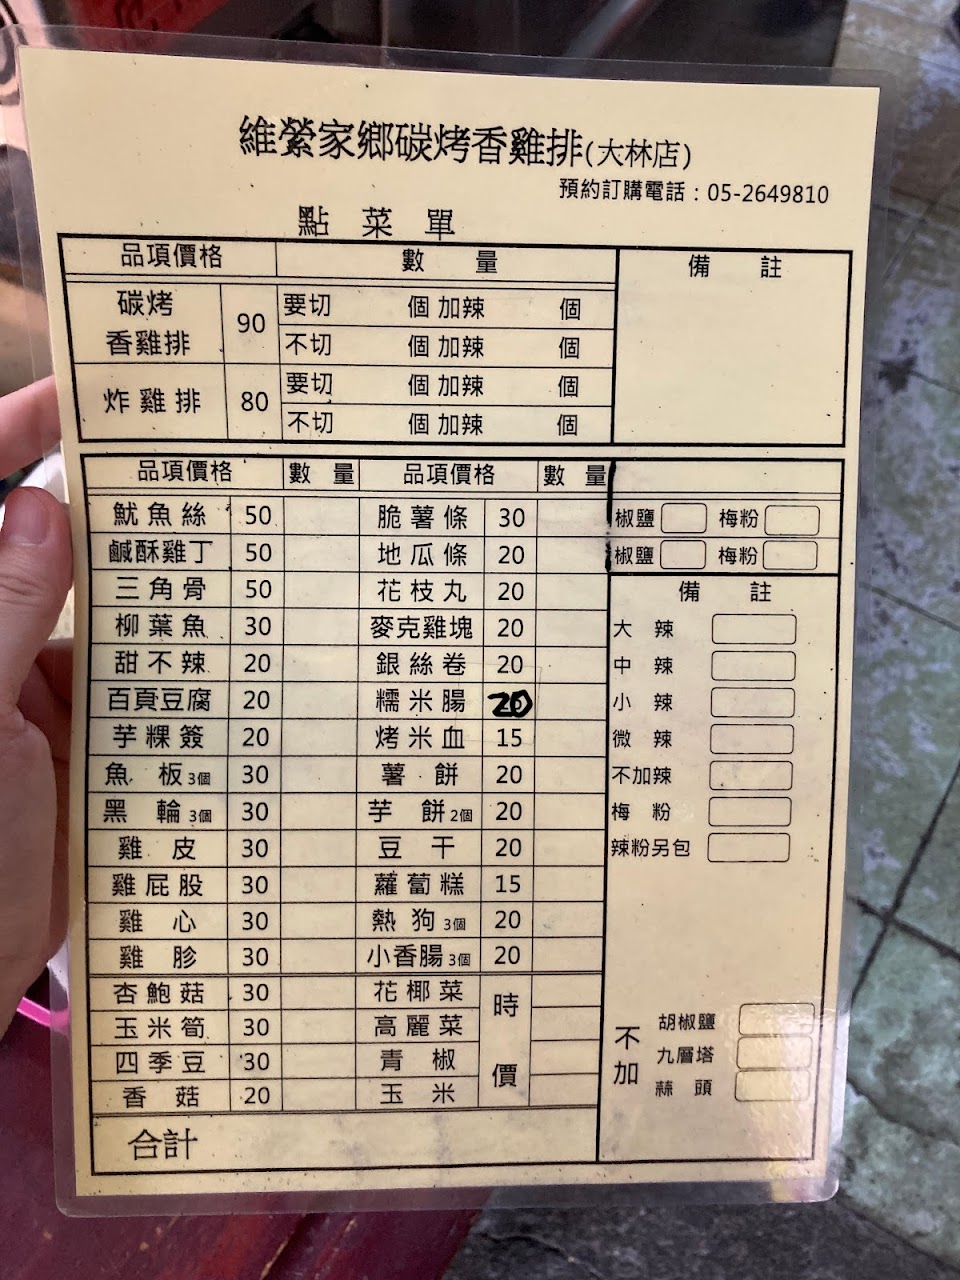 維縈家鄉碳烤香雞排(大林店)
預約訂購電話：05-2649810
點菜單
品項價格 數量 備註
碳烤香雞排 90 要切 個 加辣 個
不切 個 加辣 個
炸雞排 80 要切 個 加辣 個
不切 個 加辣 個
品項價格 數量 品項價格 數量
魷魚絲 50 脆薯條 30 椒鹽 梅粉
鹹酥雞丁 50 地瓜條 20 椒鹽 梅粉
三角骨 50 花枝丸 20 備註
柳葉魚 30 麥克雞塊 20 大辣
甜不辣 20 銀絲卷 20 中辣
百頁豆腐 20 糯米腸 20 小辣
芋粿簽 20 烤米血 15 微辣
魚板3個 30 薯餅 20 不加辣
黑輪3個 30 芋餅2個 20 梅粉
雞皮 30 豆干 20 辣粉另包
雞屁股 30 蘿蔔糕 15
雞心 30 熱狗3個 20
雞胗 30 小香腸3個 20
杏鮑菇 30 花椰菜 時價 不加 胡椒鹽
玉米筍 30 高麗菜 九層塔
四季豆 30 青椒 蒜頭
香菇 20 玉米
合計